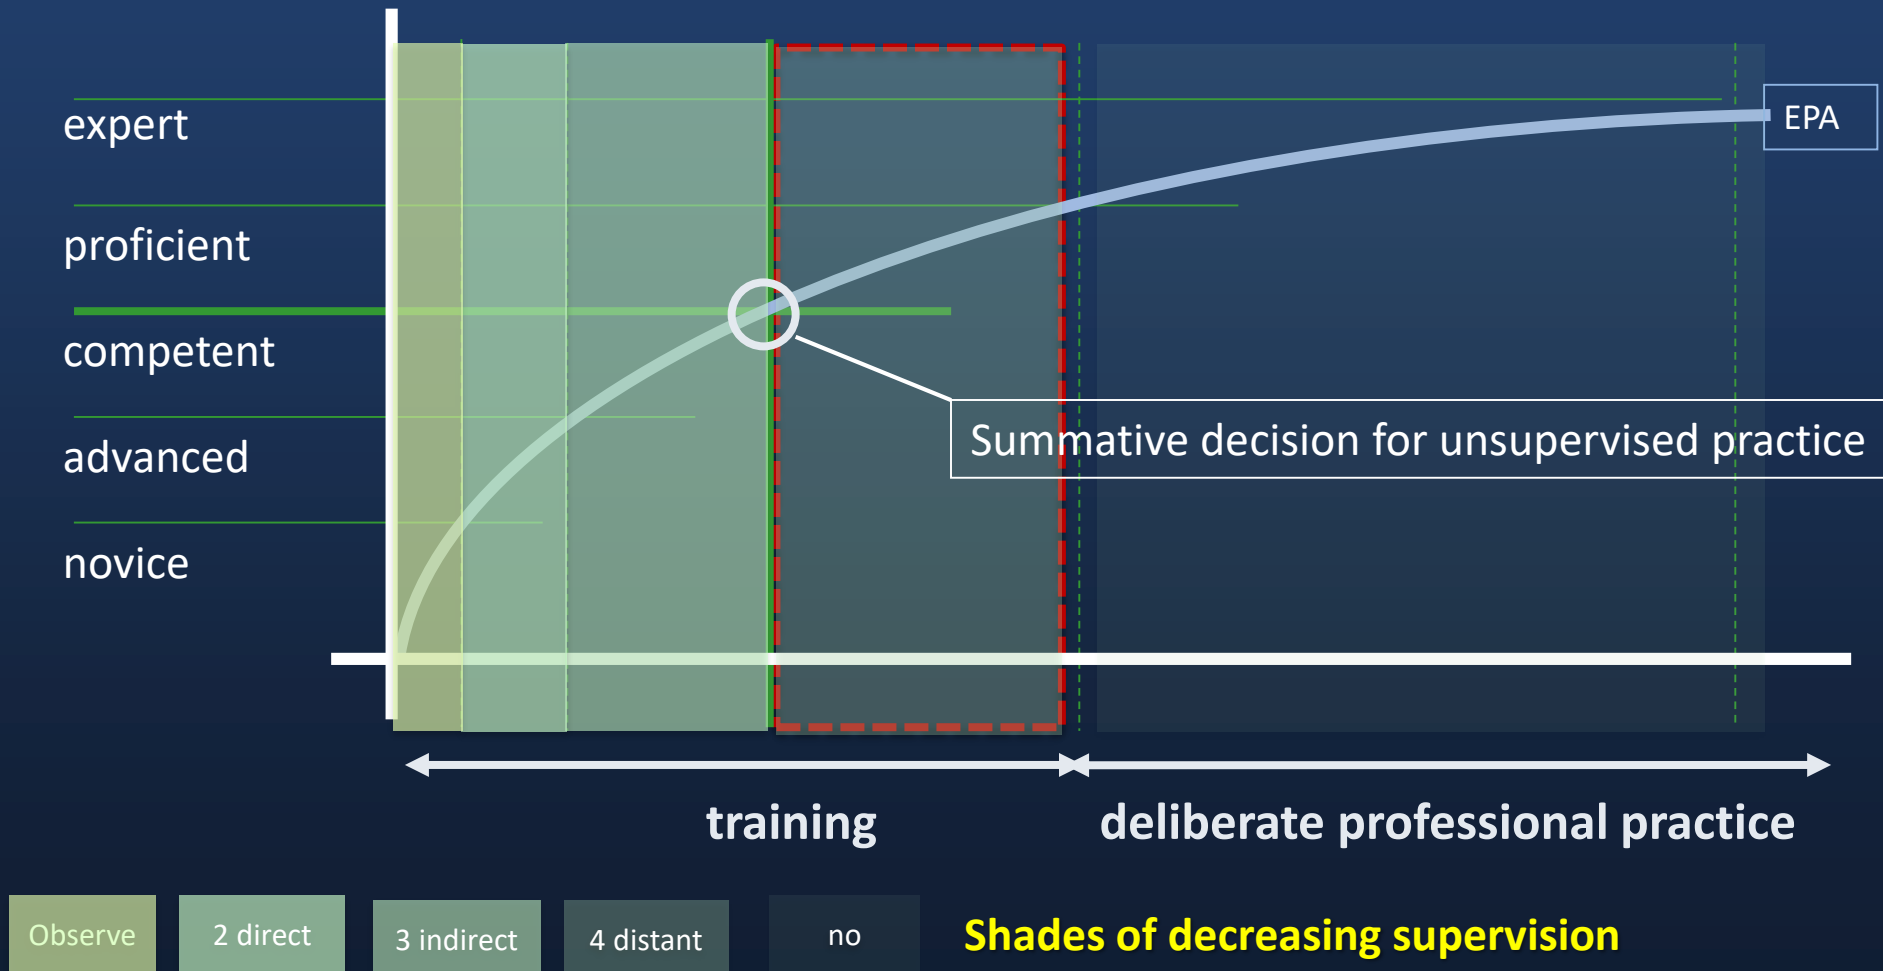 expert
EPA
proficient
competent
Summative decision for unsupervised practice
advanced
novice
training
deliberate professional practice
Observe
2 direct
3 indirect
4 distant
no
Shades of decreasing supervision